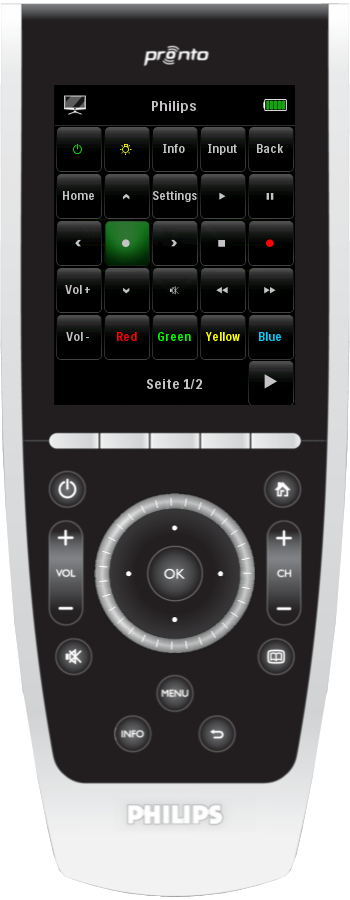 pronto
Philips
Info Input Back
Home Settings
Vol+
Vol- Red Green Yellow Blue
Seite 1/2
+ +
VOL OK CH
- -
MENU
INFO
PHILIPS